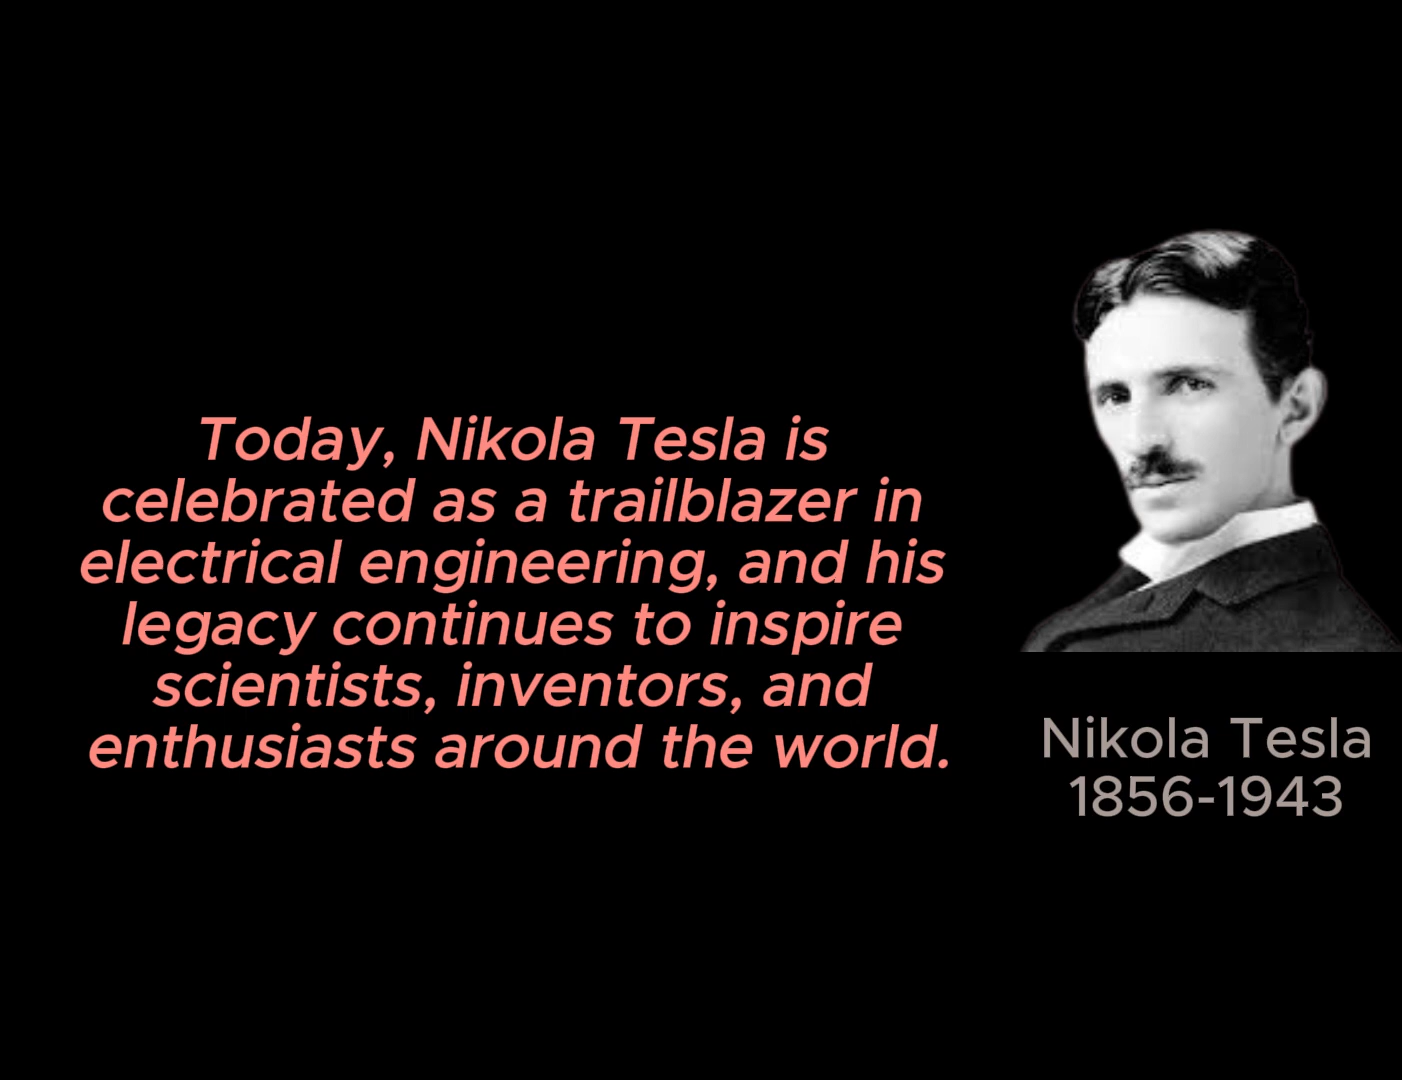 Today, Nikola Tesla is
celebrated as a trailblazer in
electrical engineering, and his
legacy continues to inspire
scientists, inventors, and
enthusiasts around the world.
Nikola Tesla
1856-1943